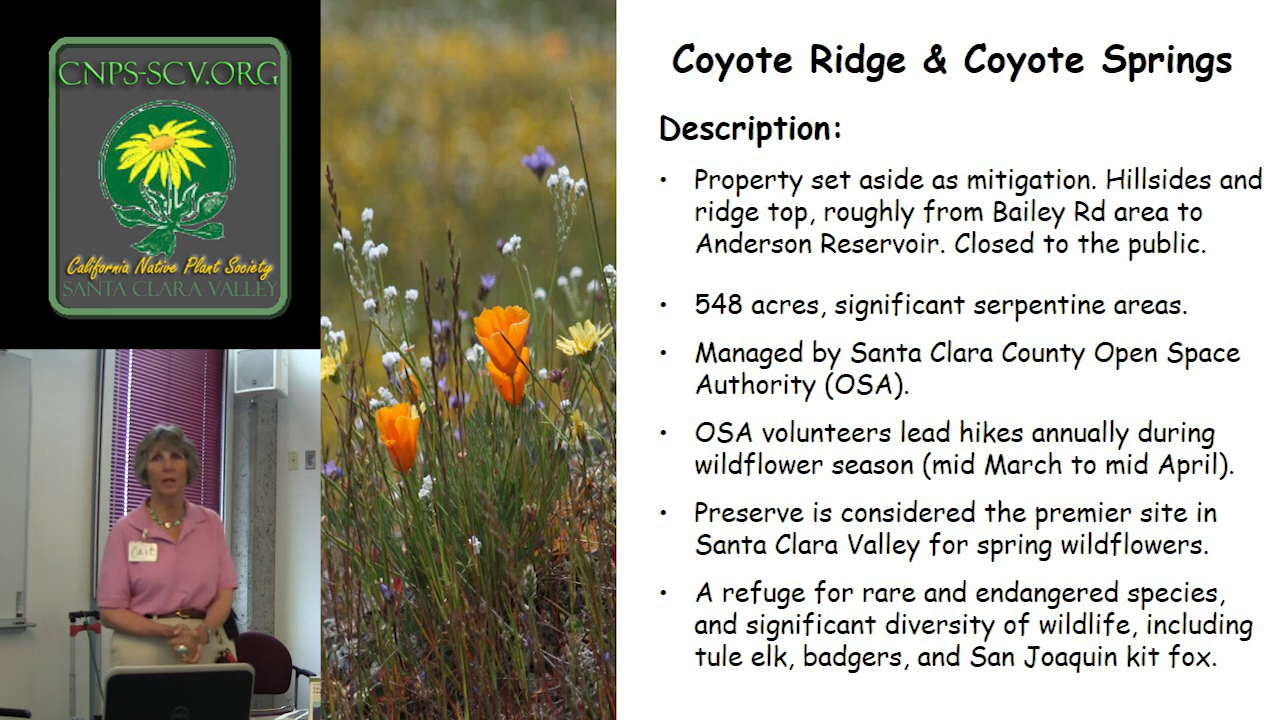 CNPS-SCV.ORG
California Native Plant Society
SANTA CLARA VALLEY
Coyote Ridge & Coyote Springs
Description:
• Property set aside as mitigation. Hillsides and
ridge top, roughly from Bailey Rd area to
Anderson Reservoir. Closed to the public.
• 548 acres, significant serpentine areas.
• Managed by Santa Clara County Open Space
Authority (OSA).
• OSA volunteers lead hikes annually during
wildflower season (mid March to mid April).
• Preserve is considered the premier site in
Santa Clara Valley for spring wildflowers.
• A refuge for rare and endangered species,
and significant diversity of wildlife, including
tule elk, badgers, and San Joaquin kit fox.